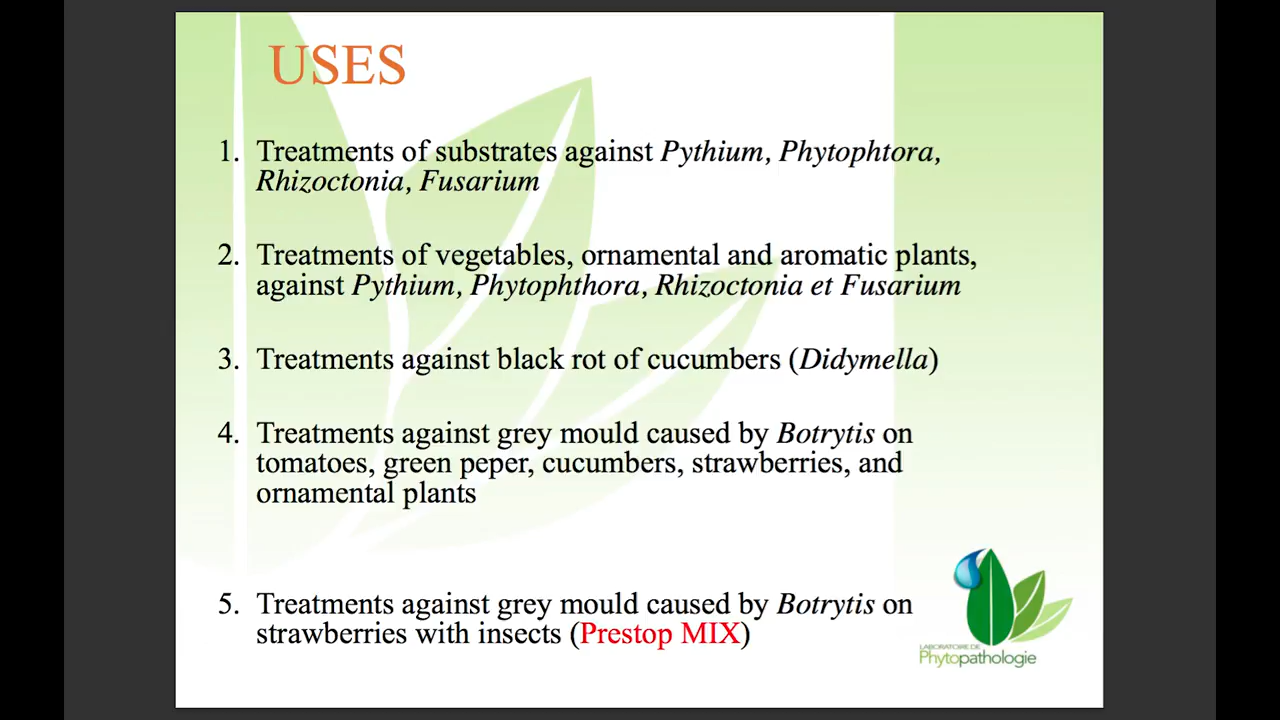 USES
1. Treatments of substrates against Pythium, Phytophtora,
Rhizoctonia, Fusarium
2. Treatments of vegetables, ornamental and aromatic plants,
against Pythium, Phytophthora, Rhizoctonia et Fusarium
3. Treatments against black rot of cucumbers (Didymella)
4. Treatments against grey mould caused by Botrytis on
tomatoes, green peper, cucumbers, strawberries, and
ornamental plants
5. Treatments against grey mould caused by Botrytis on
strawberries with insects (Prestop MIX)
LABORATOIRE DE
Phytopathologie